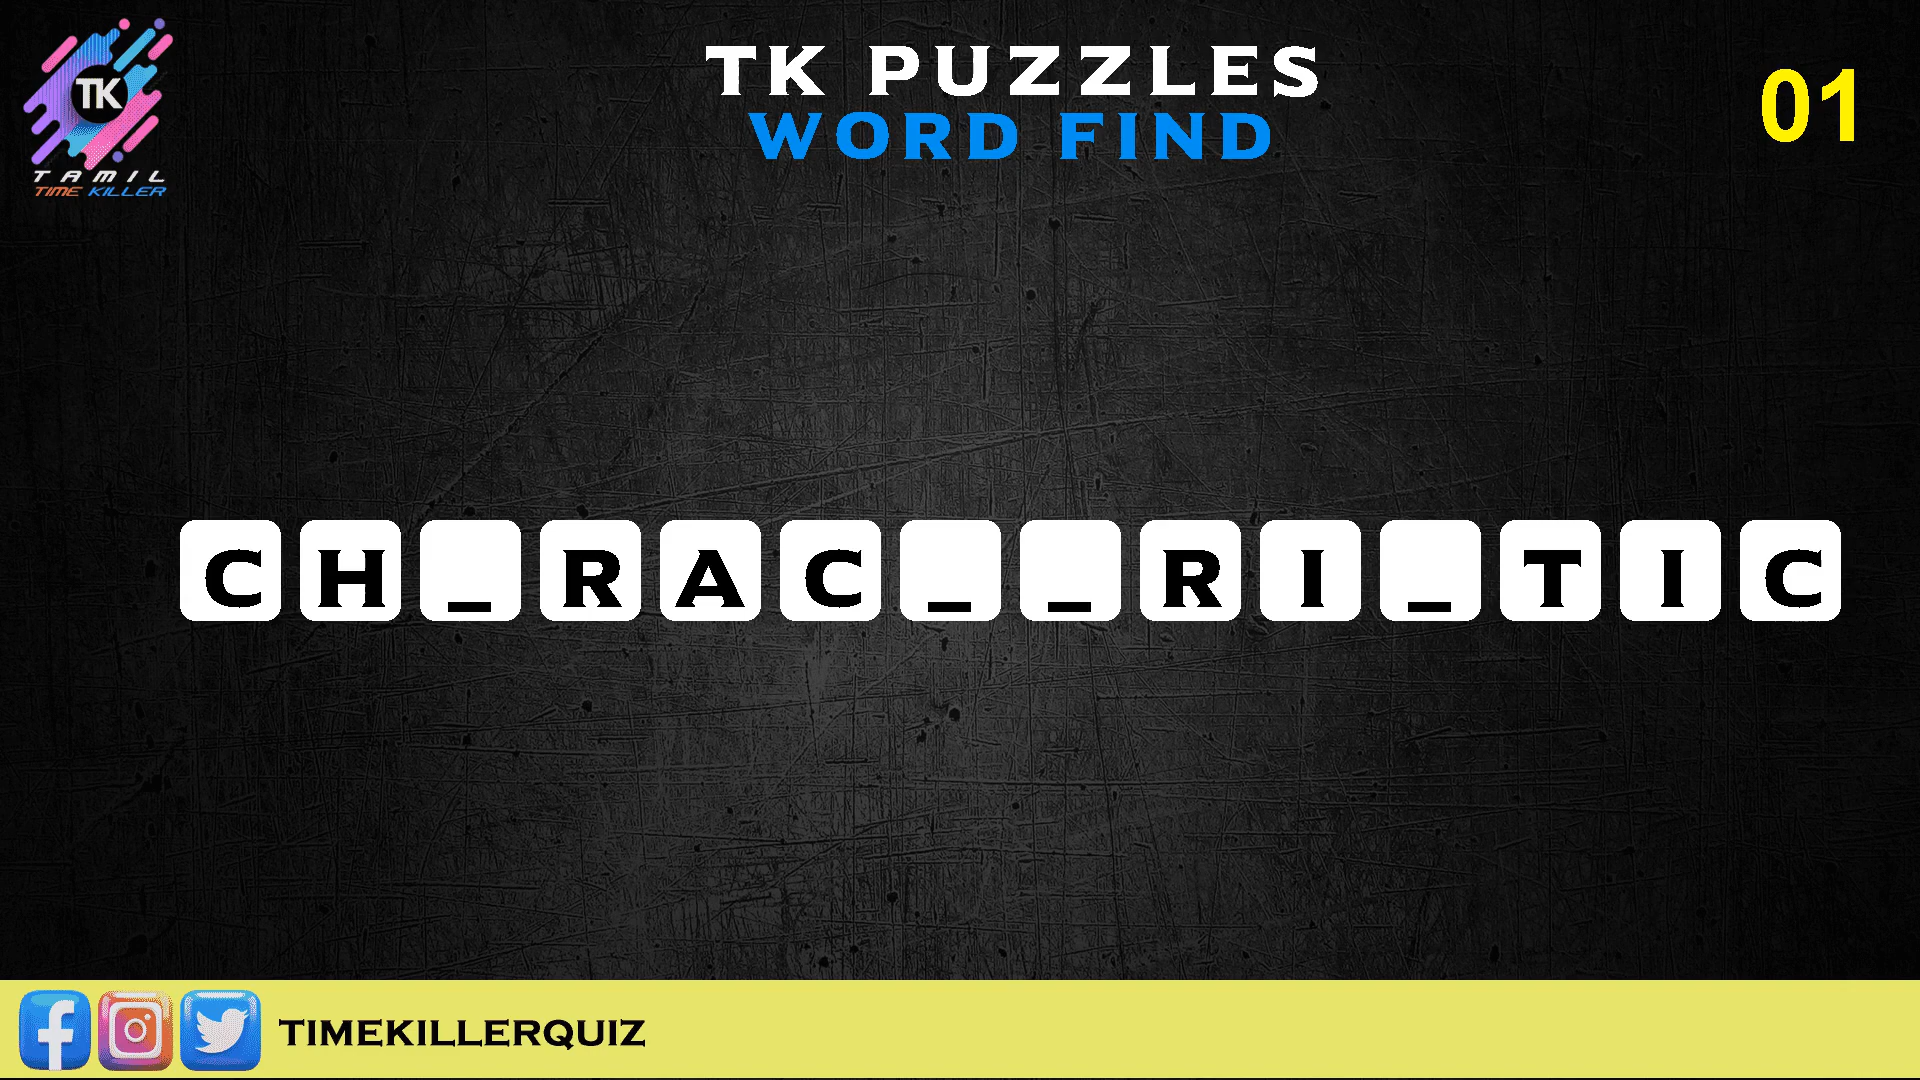 TK
TAMIL
TIME KILLER
TK PUZZLES
WORD FIND
01
CH_RAC__RI_TIC
TIMEKILLERQUIZ